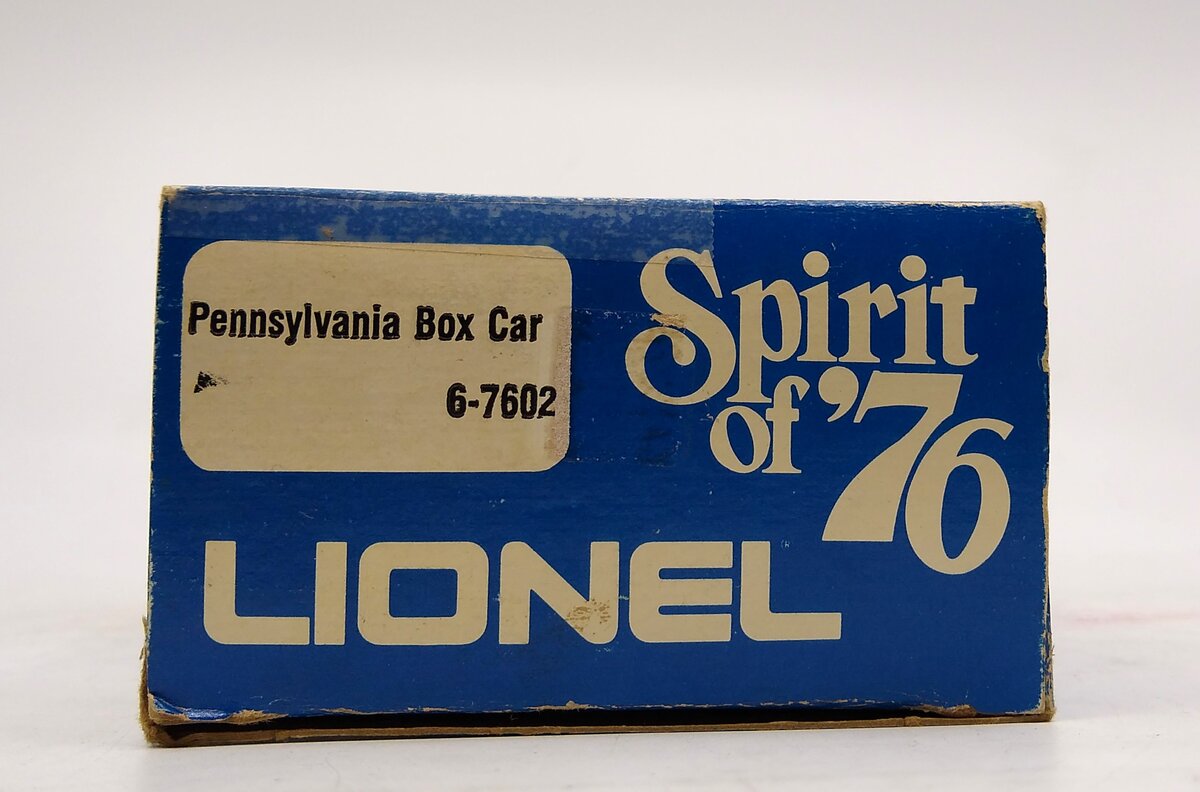 Pennsylvania Box Car
6-7602
Spirit
of '76
LIONEL